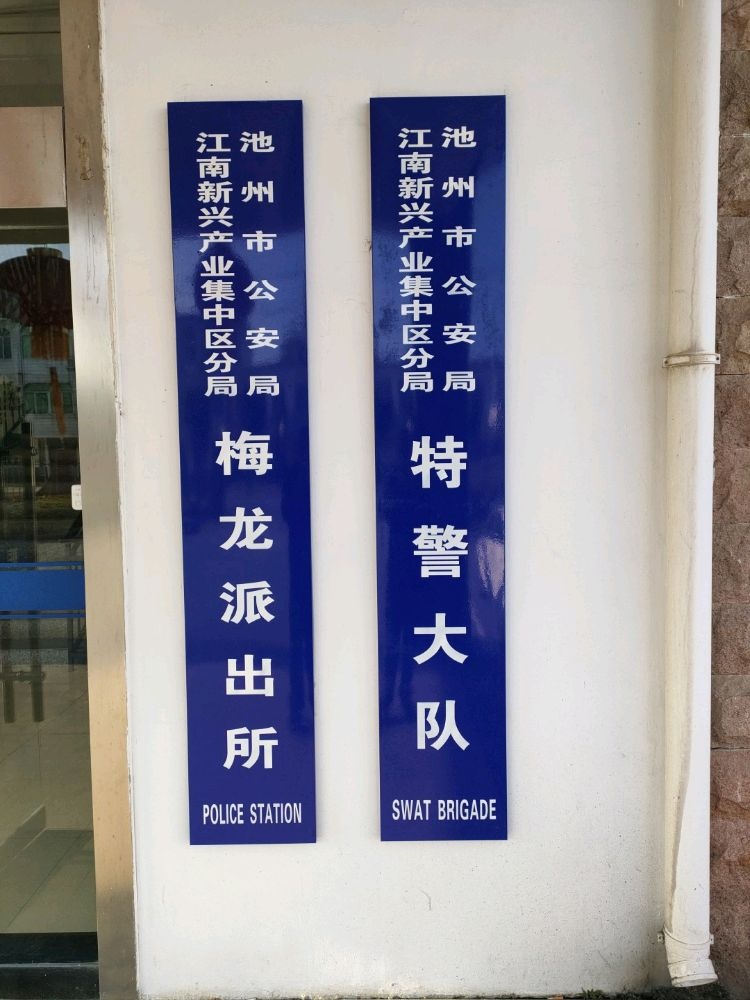 池州市公安局
江南新兴产业集中区分局
梅龙派出所
POLICE STATION
池州市公安局
江南新兴产业集中区分局
特警大队
SWAT BRIGADE